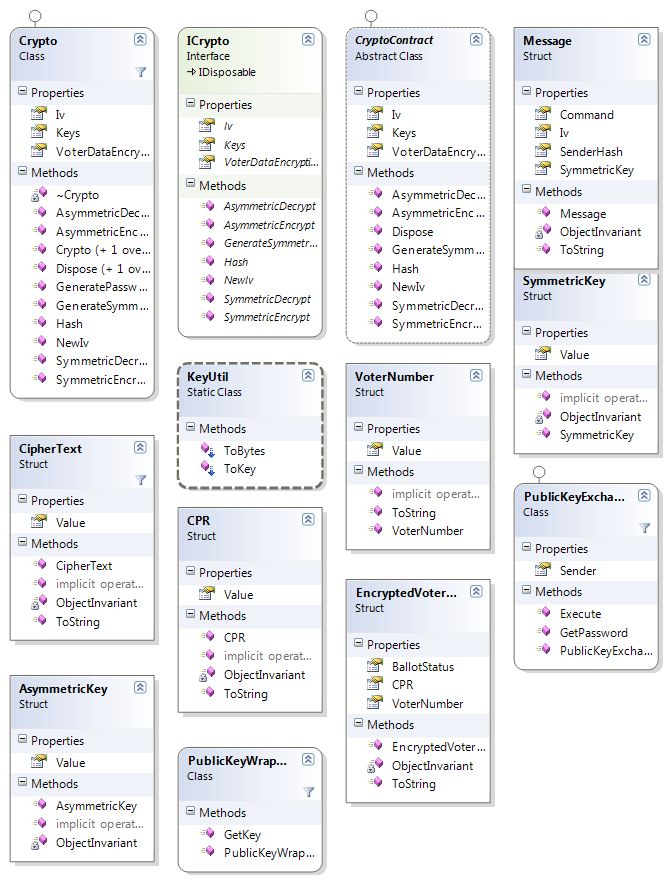 Crypto
Class
Properties
Iv
Keys
VoterDataEncry...
Methods
~Crypto
AsymmetricDec...
AsymmetricEnc...
Crypto (+ 1 ove...
Dispose (+ 1 ove...
GeneratePassw...
GenerateSymm...
Hash
NewIv
SymmetricDecr...
SymmetricEncr...
ICrypto
Interface
IDisposable
Properties
Iv
Keys
VoterDataEncrypti...
Methods
AsymmetricDecrypt
AsymmetricEncrypt
GenerateSymmetr...
Hash
NewIv
SymmetricDecrypt
SymmetricEncrypt
CryptoContract
Abstract Class
Properties
Iv
Keys
VoterDataEncry...
Methods
AsymmetricDec...
AsymmetricEnc...
Dispose
GenerateSymm...
Hash
NewIv
SymmetricDecr...
SymmetricEncr...
Message
Struct
Properties
Command
Iv
SenderHash
SymmetricKey
Methods
Message
ObjectInvariant
ToString
SymmetricKey
Struct
Properties
Value
Methods
implicit operat...
ObjectInvariant
SymmetricKey
KeyUtil
Static Class
Methods
ToBytes
ToKey
VoterNumber
Struct
Properties
Value
Methods
implicit operat...
ToString
VoterNumber
CipherText
Struct
Properties
Value
Methods
CipherText
implicit operat...
ObjectInvariant
ToString
CPR
Struct
Properties
Value
Methods
CPR
implicit operat...
ObjectInvariant
ToString
PublicKeyExcha...
Class
Properties
Sender
Methods
Execute
GetPassword
PublicKeyExcha...
EncryptedVoter...
Struct
Properties
BallotStatus
CPR
VoterNumber
Methods
EncryptedVoter...
ObjectInvariant
ToString
AsymmetricKey
Struct
Properties
Value
Methods
AsymmetricKey
implicit operat...
ObjectInvariant
PublicKeyWrap...
Class
Methods
GetKey
PublicKeyWrap...